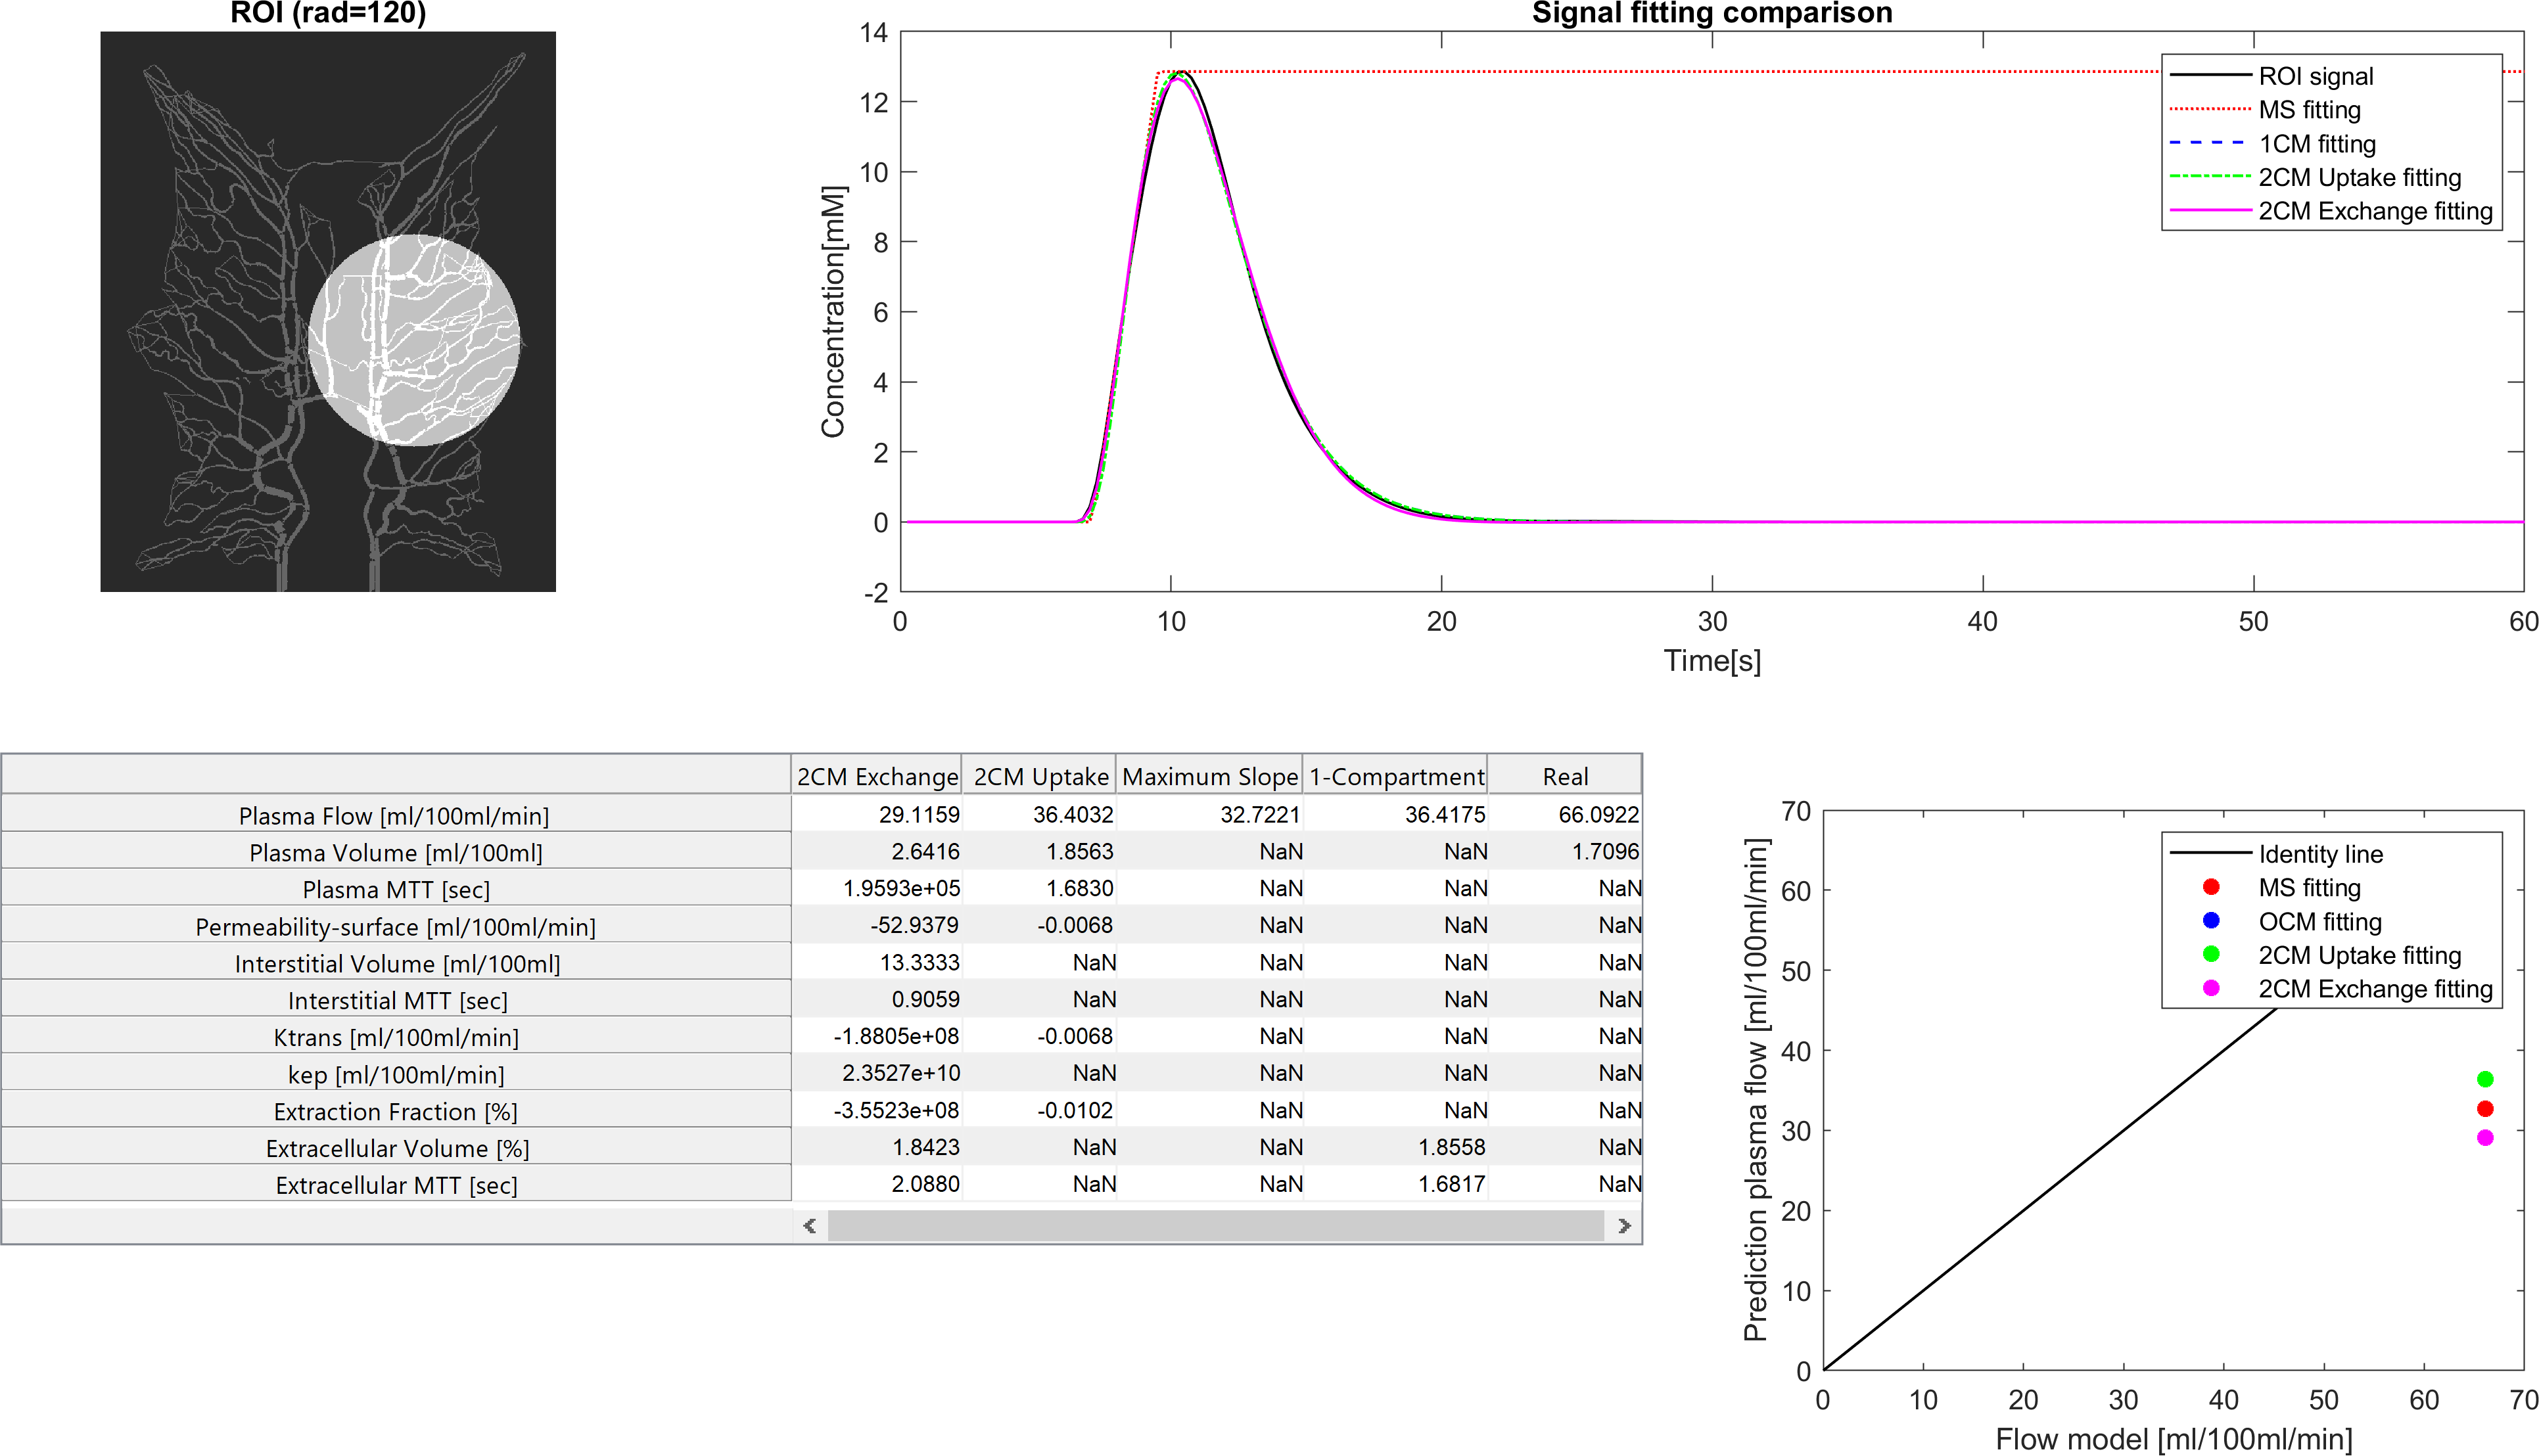 ROI (rad=120)
Signal fitting comparison
14
12
10
8
6
4
2
0
-2
Concentration[mM]
0 10 20 30 40 50 60
Time[s]
ROI signal
MS fitting
1CM fitting
2CM Uptake fitting
2CM Exchange fitting
2CM Exchange 2CM Uptake Maximum Slope 1-Compartment Real
Plasma Flow [ml/100ml/min] 29.1159 36.4032 32.7221 36.4175 66.0922
Plasma Volume [ml/100ml] 2.6416 1.8563 NaN NaN 1.7096
Plasma MTT [sec] 1.9593e+05 1.6830 NaN NaN NaN
Permeability-surface [ml/100ml/min] -52.9379 -0.0068 NaN NaN NaN
Interstitial Volume [ml/100ml] 13.3333 NaN NaN NaN NaN
Interstitial MTT [sec] 0.9059 NaN NaN NaN NaN
Ktrans [ml/100ml/min] -1.8805e+08 -0.0068 NaN NaN NaN
kep [ml/100ml/min] 2.3527e+10 NaN NaN NaN NaN
Extraction Fraction [%] -3.5523e+08 -0.0102 NaN NaN NaN
Extracellular Volume [%] 1.8423 NaN NaN 1.8558 NaN
Extracellular MTT [sec] 2.0880 NaN NaN 1.6817 NaN
70
60
50
40
30
20
10
0
Prediction plasma flow [ml/100ml/min]
0 10 20 30 40 50 60 70
Flow model [ml/100ml/min]
Identity line
MS fitting
OCM fitting
2CM Uptake fitting
2CM Exchange fitting